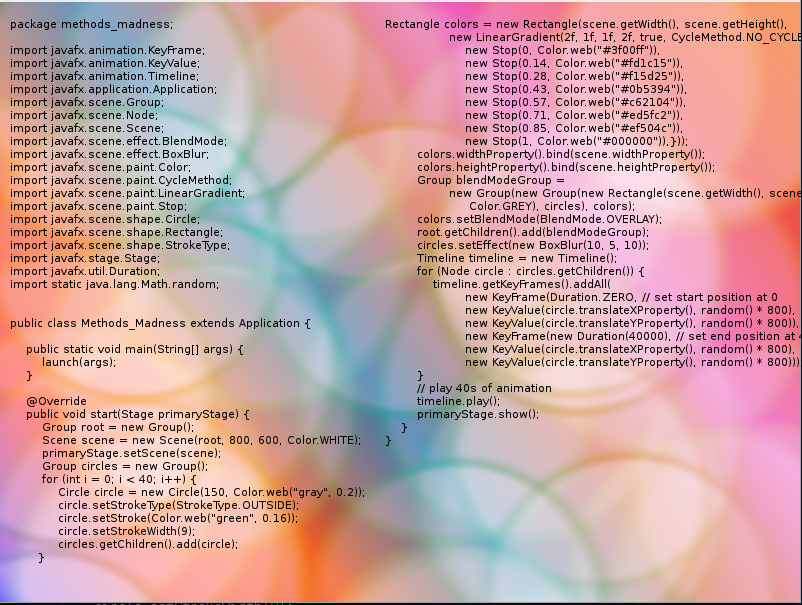 package methods_madness;
import javafx.animation.KeyFrame;
import javafx.animation.KeyValue;
import javafx.animation.Timeline;
import javafx.application.Application;
import javafx.scene.Group;
import javafx.scene.Node;
import javafx.scene.Scene;
import javafx.scene.effect.BlendMode;
import javafx.scene.effect.BoxBlur;
import javafx.scene.paint.Color;
import javafx.scene.paint.CycleMethod;
import javafx.scene.paint.LinearGradient;
import javafx.scene.paint.Stop;
import javafx.scene.shape.Circle;
import javafx.scene.shape.Rectangle;
import javafx.scene.shape.StrokeType;
import javafx.stage.Stage;
import javafx.util.Duration;
import static java.lang.Math.random;
public class Methods_Madness extends Application {
public static void main(String[] args) {
launch(args);
}
@Override
public void start(Stage primaryStage) {
Group root = new Group();
Scene scene = new Scene(root, 800, 600, Color.WHITE);
primaryStage.setScene(scene);
Group circles = new Group();
for (int i = 0; i < 40; i++) {
Circle circle = new Circle(150, Color.web("gray", 0.2));
circle.setStrokeType(StrokeType.OUTSIDE);
circle.setStroke(Color.web("green", 0.16));
circle.setStrokeWidth(9);
circles.getChildren().add(circle);
}
Rectangle colors = new Rectangle(scene.getWidth(), scene.getHeight(),
new LinearGradient(2f, 1f, 1f, 2f, true, CycleMethod.NO_CYCLE
new Stop(0, Color.web("#3f00ff")),
new Stop(0.14, Color.web("#fd1c15")),
new Stop(0.28, Color.web("#f15d25")),
new Stop(0.43, Color.web("#0b5394")),
new Stop(0.57, Color.web("#c62104")),
new Stop(0.71, Color.web("#ed5fc2")),
new Stop(0.85, Color.web("#ef504c")),
new Stop(1, Color.web("#000000")),}));
colors.widthProperty().bind(scene.widthProperty());
colors.heightProperty().bind(scene.heightProperty());
Group blendModeGroup =
new Group(new Group(new Rectangle(scene.getWidth(), scene
Color.GREY), circles), colors);
colors.setBlendMode(BlendMode.OVERLAY);
root.getChildren().add(blendModeGroup);
circles.setEffect(new BoxBlur(10, 5, 10));
Timeline timeline = new Timeline();
for (Node circle : circles.getChildren()) {
timeline.getKeyFrames().addAll(
new KeyFrame(Duration.ZERO, // set start position at 0
new KeyValue(circle.translateXProperty(), random() * 800),
new KeyValue(circle.translateYProperty(), random() * 800)),
new KeyFrame(new Duration(40000), // set end position at
new KeyValue(circle.translateXProperty(), random() * 800),
new KeyValue(circle.translateYProperty(), random() * 800)))
}
// play 40s of animation
timeline.play();
primaryStage.show();
}
}